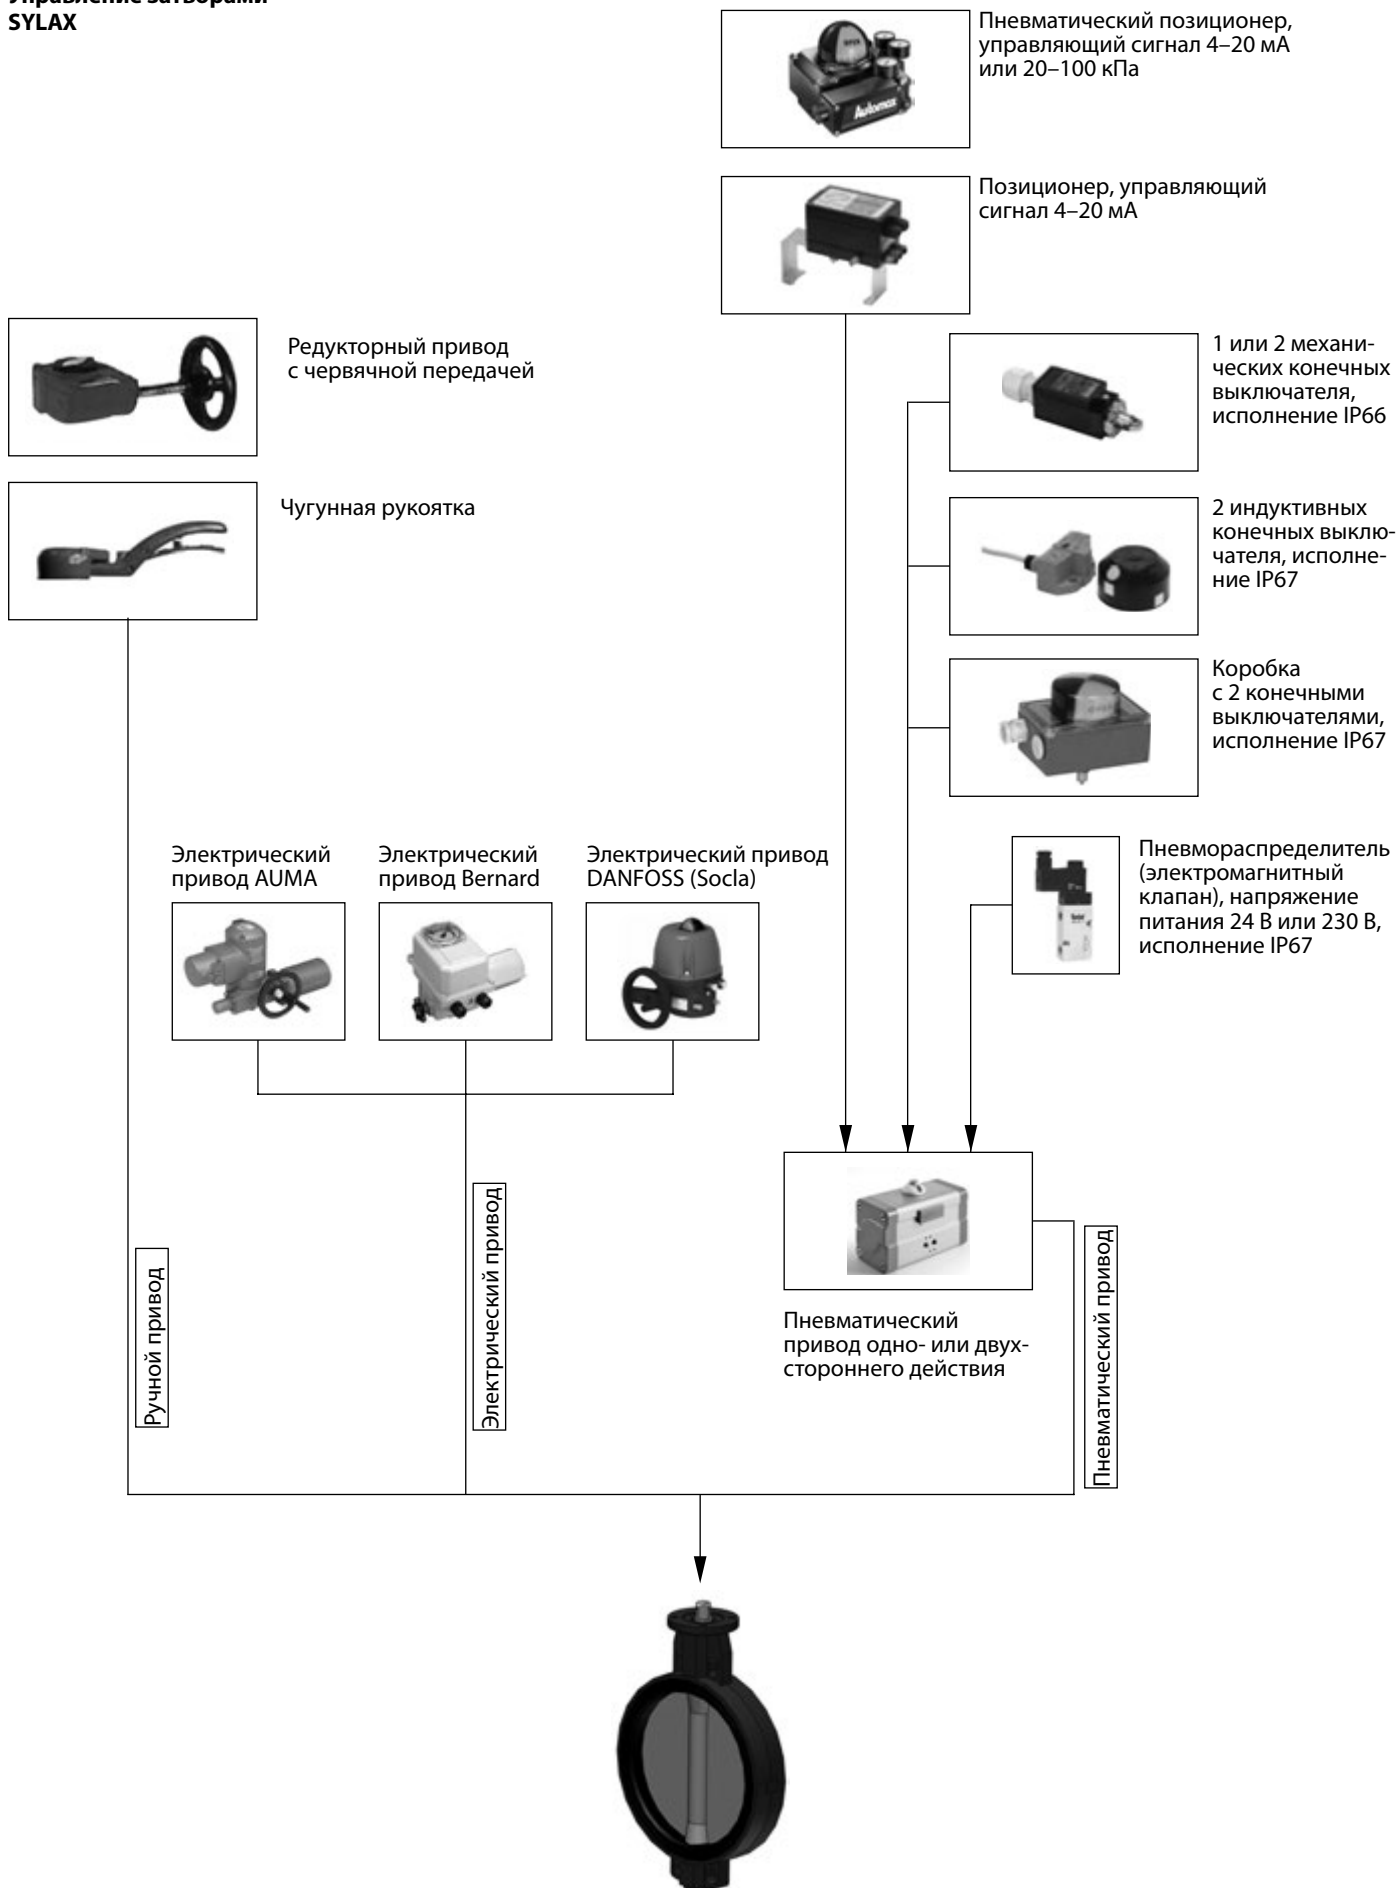 Управление затворами
SYLAX
Пневматический позиционер,
управляющий сигнал 4–20 мА
или 20–100 кПа
Automax
Позиционер, управляющий
сигнал 4–20 мА
Редукторный привод
с червячной передачей
1 или 2 механи-
ческих конечных
выключателя,
исполнение IP66
Чугунная рукоятка
2 индуктивных
конечных выклю-
чателя, исполне-
ние IP67
Коробка
с 2 конечными
выключателями,
исполнение IP67
Электрический
привод AUMA
Электрический
привод Bernard
Электрический привод
DANFOSS (Socla)
Пневмораспределитель
(электромагнитный
клапан), напряжение
питания 24 В или 230 В,
исполнение IP67
Ручной привод
Электрический привод
Пневматический
привод одно- или двух-
стороннего действия
Пневматический привод